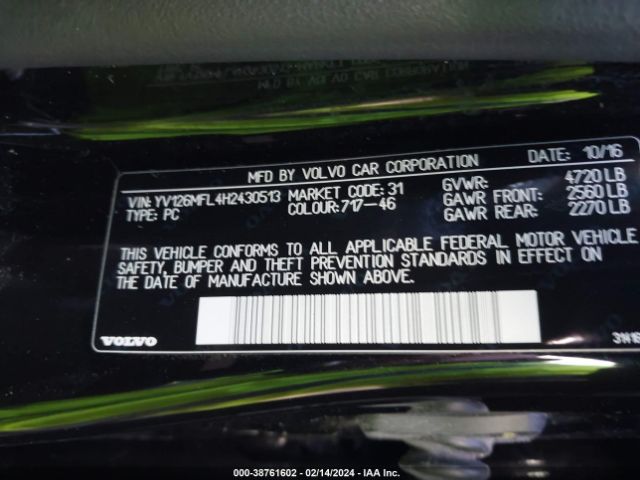 MFD BY VOLVO CAR CORPORATION DATE: 10/16
VIN: YV126MFL4H2430513 MARKET CODE: 31 GVWR: 4720 LB
TYPE: PC COLOUR: 717-46 GAWR FRONT: 2560 LB
GAWR REAR: 2270 LB
THIS VEHICLE CONFORMS TO ALL APPLICABLE FEDERAL MOTOR VEHICLE
SAFETY, BUMPER AND THEFT PREVENTION STANDARDS IN EFFECT ON
THE DATE OF MANUFACTURE SHOWN ABOVE.
VOLVO
000-38761602 - 02/14/2024 - IAA Inc.